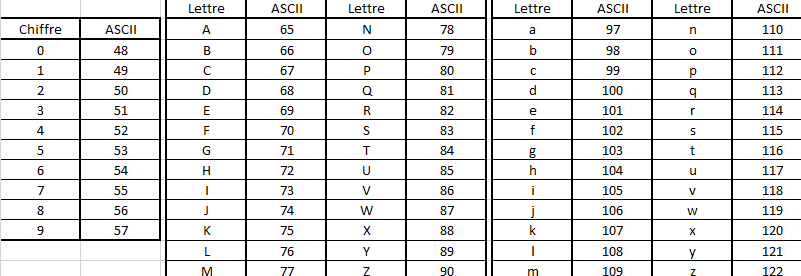 Lettre ASCII Lettre ASCII Lettre ASCII Lettre ASCII
Chiffre ASCII A 65 N 78 a 97 n 110
0 48 B 66 O 79 b 98 o 111
1 49 C 67 P 80 c 99 p 112
2 50 D 68 Q 81 d 100 q 113
3 51 E 69 R 82 e 101 r 114
4 52 F 70 S 83 f 102 s 115
5 53 G 71 T 84 g 103 t 116
6 54 H 72 U 85 h 104 u 117
7 55 I 73 V 86 i 105 v 118
8 56 J 74 W 87 j 106 w 119
9 57 K 75 X 88 k 107 x 120
L 76 Y 89 l 108 y 121
M 77 Z 90 m 109 z 122